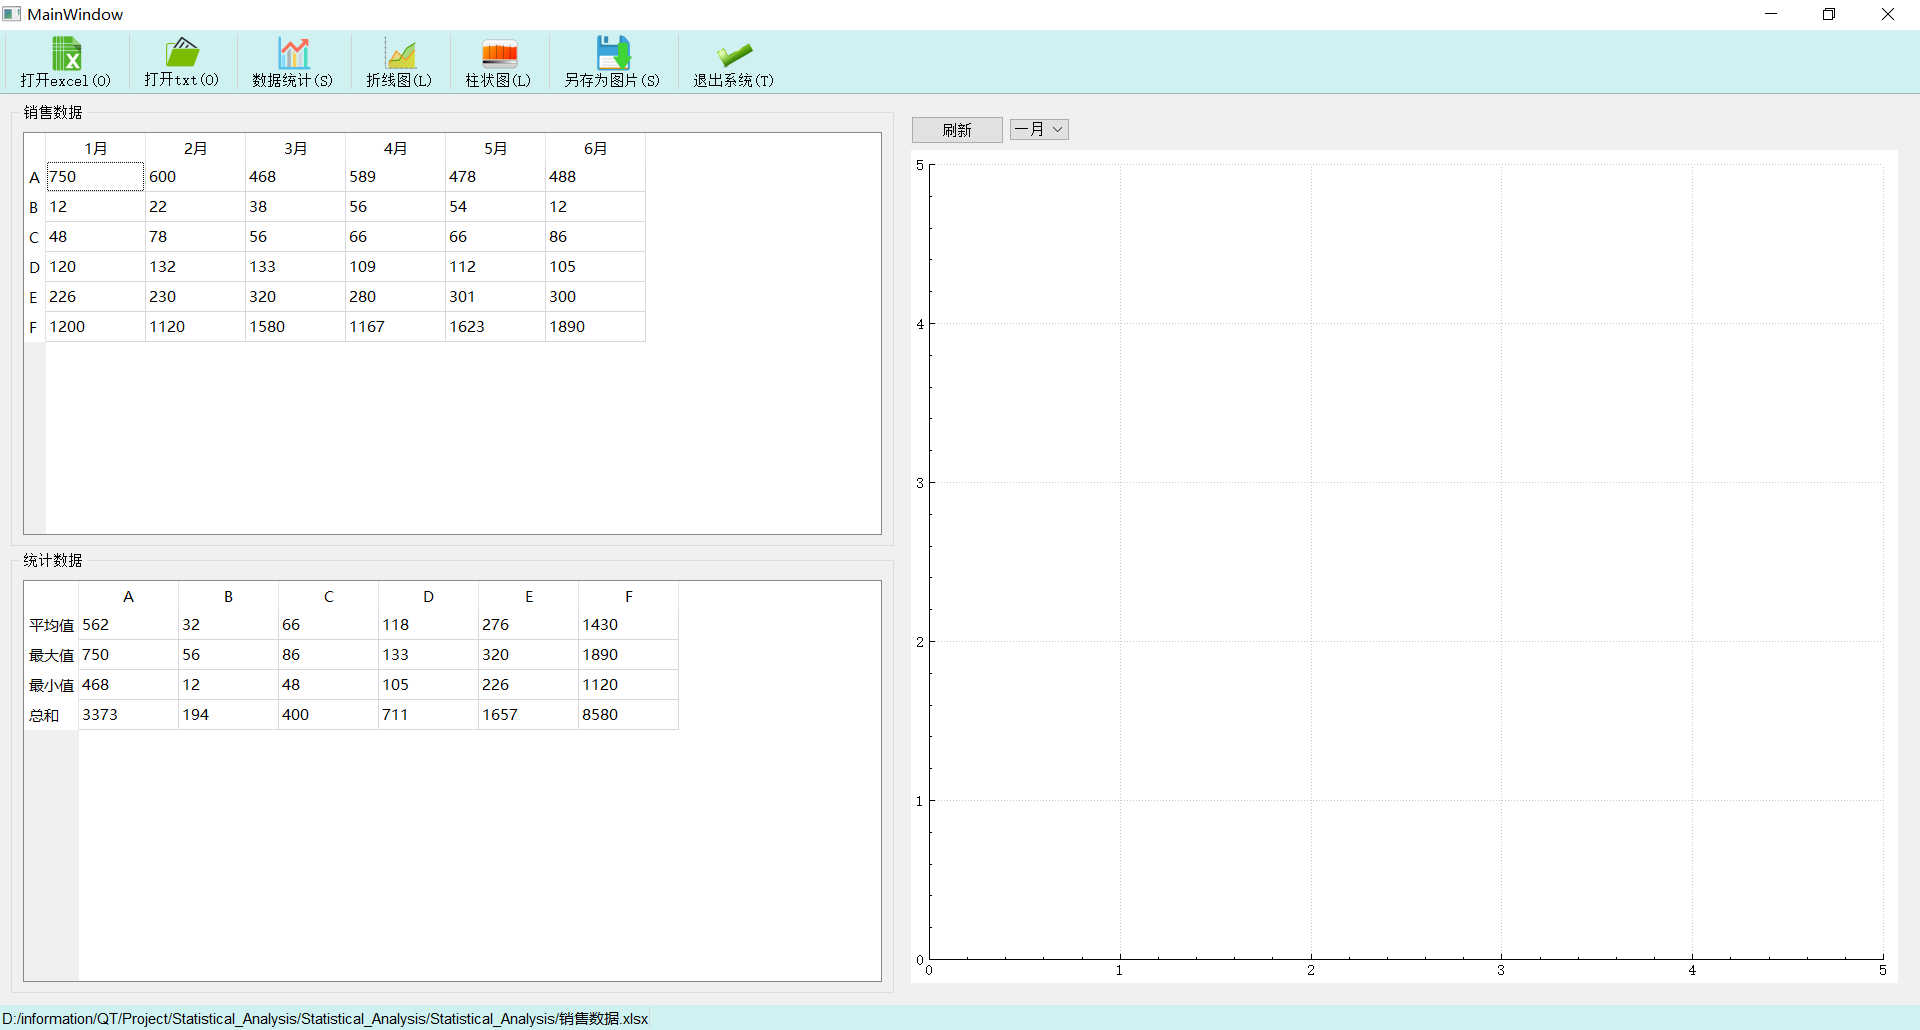 MainWindow
打开excel(O) 打开txt(O) 数据统计(S) 折线图(L) 柱状图(L) 另存为图片(S) 退出系统(T)
销售数据
1月 2月 3月 4月 5月 6月
A 750 600 468 589 478 488
B 12 22 38 56 54 12
C 48 78 56 66 66 86
D 120 132 133 109 112 105
E 226 230 320 280 301 300
F 1200 1120 1580 1167 1623 1890
统计数据
A B C D E F
平均值 562 32 66 118 276 1430
最大值 750 56 86 133 320 1890
最小值 468 12 48 105 226 1120
总和 3373 194 400 711 1657 8580
刷新 一月
5
4
3
2
1
0
0 1 2 3 4 5
D:/information/QT/Project/Statistical_Analysis/Statistical_Analysis/Statistical_Analysis/销售数据.xlsx